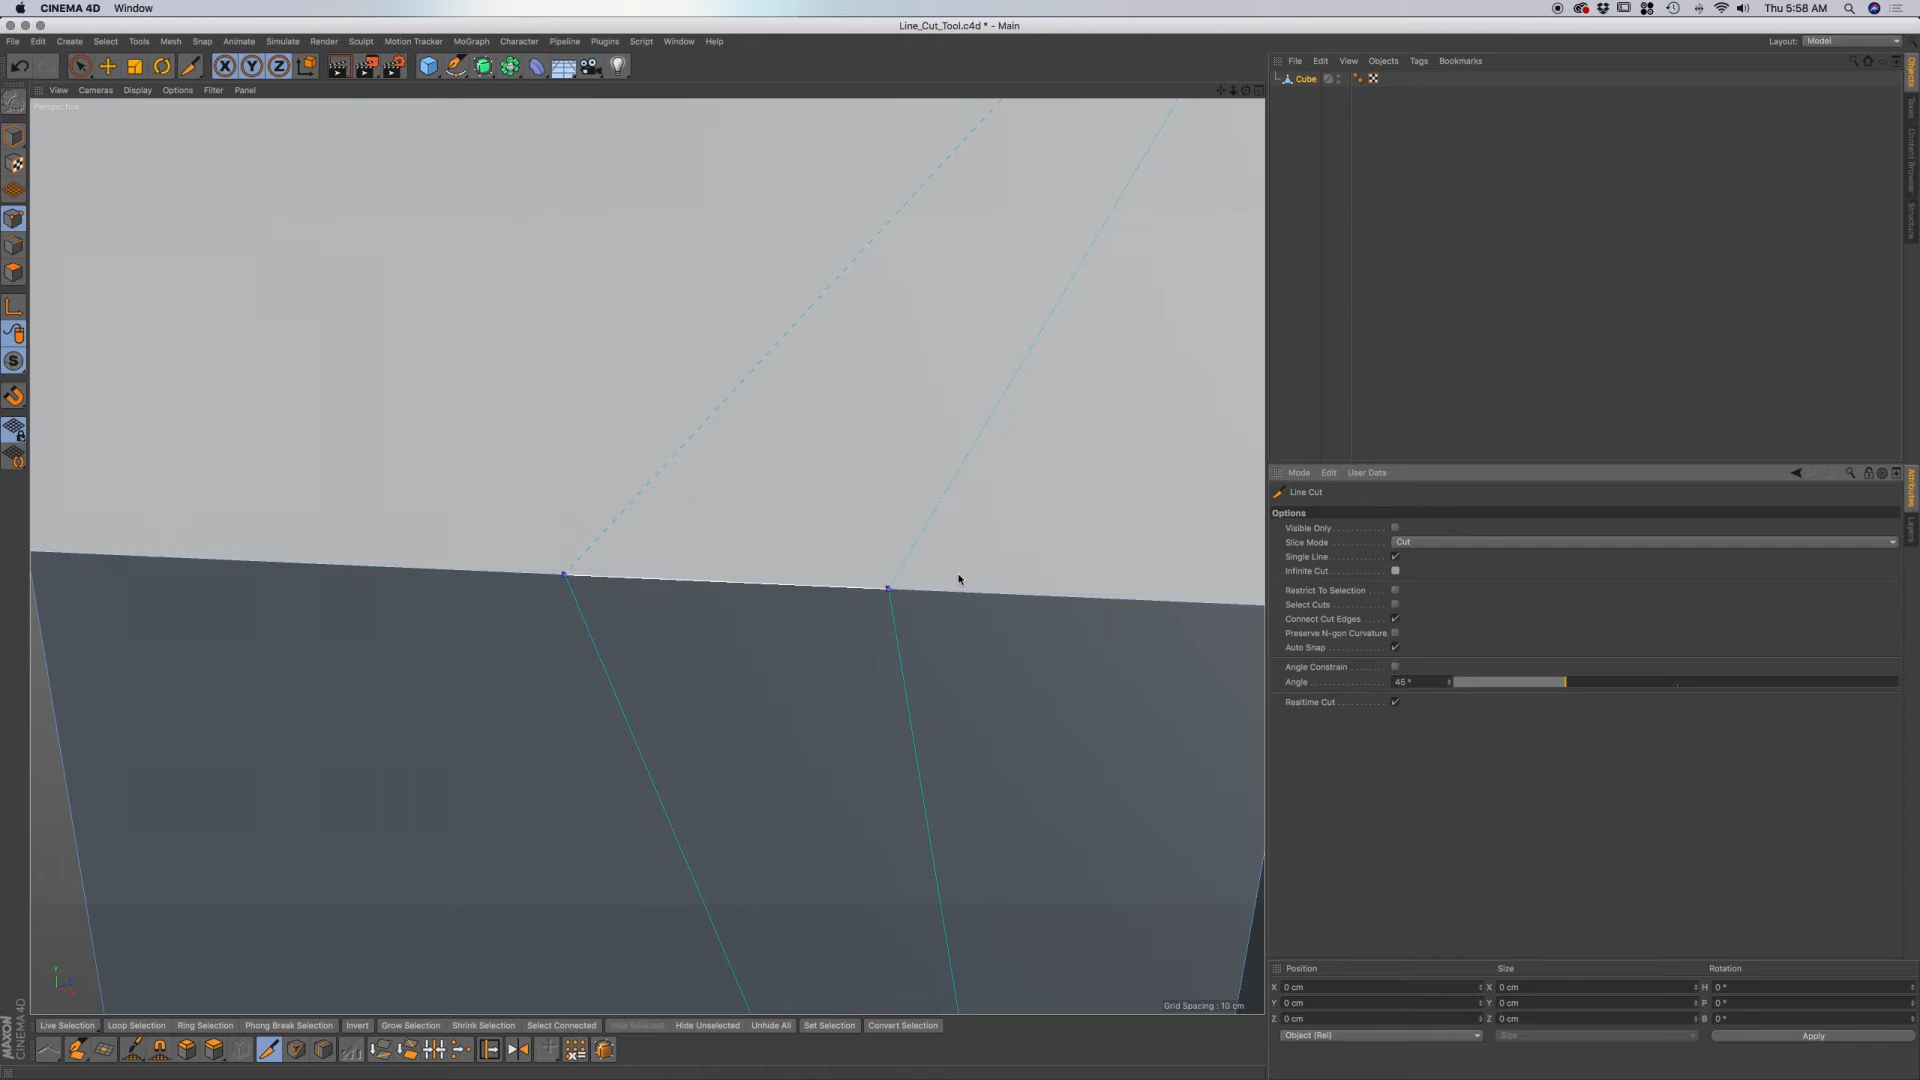 CINEMA 4D Window Thu 5:58 AM
Line_Cut_Tool.c4d * - Main
File Edit Create Select Tools Mesh Snap Animate Simulate Render Sculpt Motion Tracker MoGraph Character Pipeline Plugins Script Window Help Layout: Model
X Y Z
File Edit View Objects Tags Bookmarks
Cube
View Cameras Display Options Filter Panel
Perspective
Objects
Takes
Content Browser
Structure
S
Mode Edit User Data
Line Cut
Options
Visible Only
Slice Mode Cut
Single Line
Infinite Cut
Restrict To Selection
Select Cuts
Connect Cut Edges
Preserve N-gon Curvature
Auto Snap
Angle Constrain
Angle 45 °
Realtime Cut
Attributes
Layers
Y
Z
X
Grid Spacing : 10 cm
Position Size Rotation
X 0 cm X 0 cm H 0 °
Y 0 cm Y 0 cm P 0 °
Z 0 cm Z 0 cm B 0 °
Object (Rel) Size Apply
Live Selection Loop Selection Ring Selection Phong Break Selection Invert Grow Selection Shrink Selection Select Connected Hide Selected Hide Unselected Unhide All Set Selection Convert Selection
MAXON
CINEMA 4D